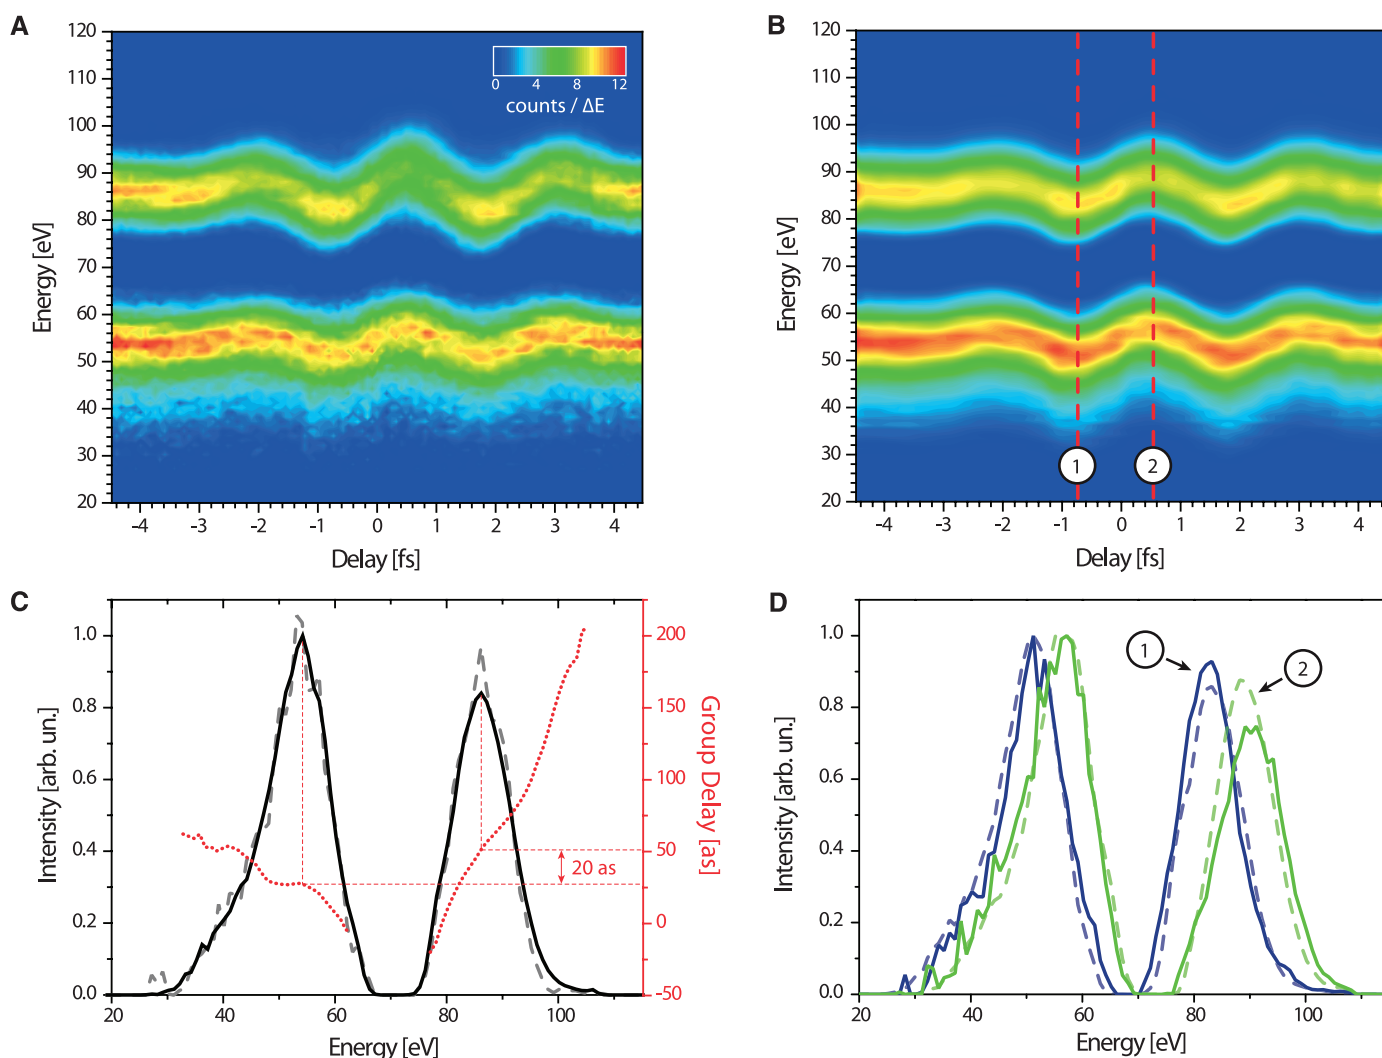 A
120
110
100
90
80
70
60
50
40
30
20
Energy [eV]
0 4 8 12
counts / ΔE
-4 -3 -2 -1 0 1 2 3 4
Delay [fs]
B
120
110
100
90
80
70
60
50
40
30
20
Energy [eV]
1 2
-4 -3 -2 -1 0 1 2 3 4
Delay [fs]
C
1.0
0.8
0.6
0.4
0.2
0.0
Intensity [arb. un.]
20 as
200
150
100
50
0
-50
Group Delay [as]
20 40 60 80 100
Energy [eV]
D
1.0
0.8
0.6
0.4
0.2
0.0
Intensity [arb. un.]
1
2
20 40 60 80 100
Energy [eV]